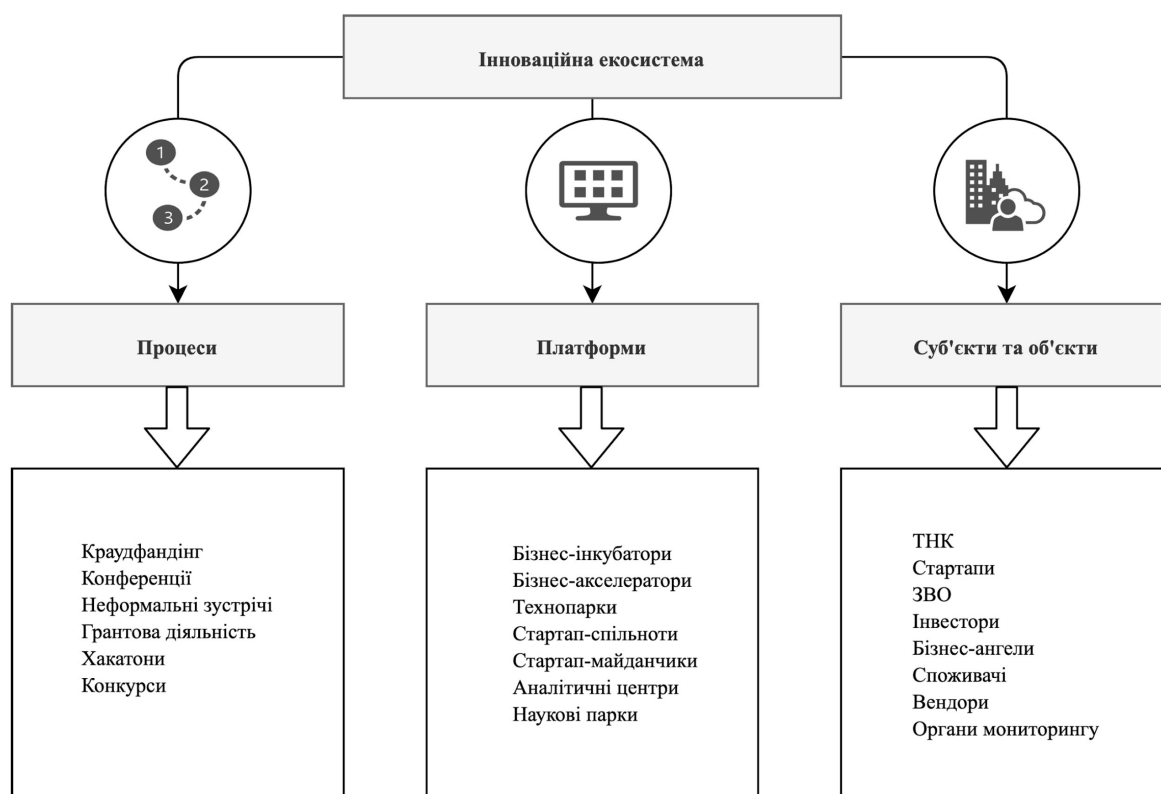 Інноваційна екосистема
1
2
3
Процеси
Платформи
Суб'єкти та об'єкти
Краудфандінг
Конференції
Неформальні зустрічі
Грантова діяльність
Хакатони
Конкурси
Бізнес-інкубатори
Бізнес-акселератори
Технопарки
Стартап-спільноти
Стартап-майданчики
Аналітичні центри
Наукові парки
ТНК
Стартапи
ЗВО
Інвестори
Бізнес-ангели
Споживачі
Вендори
Органи мониторингу